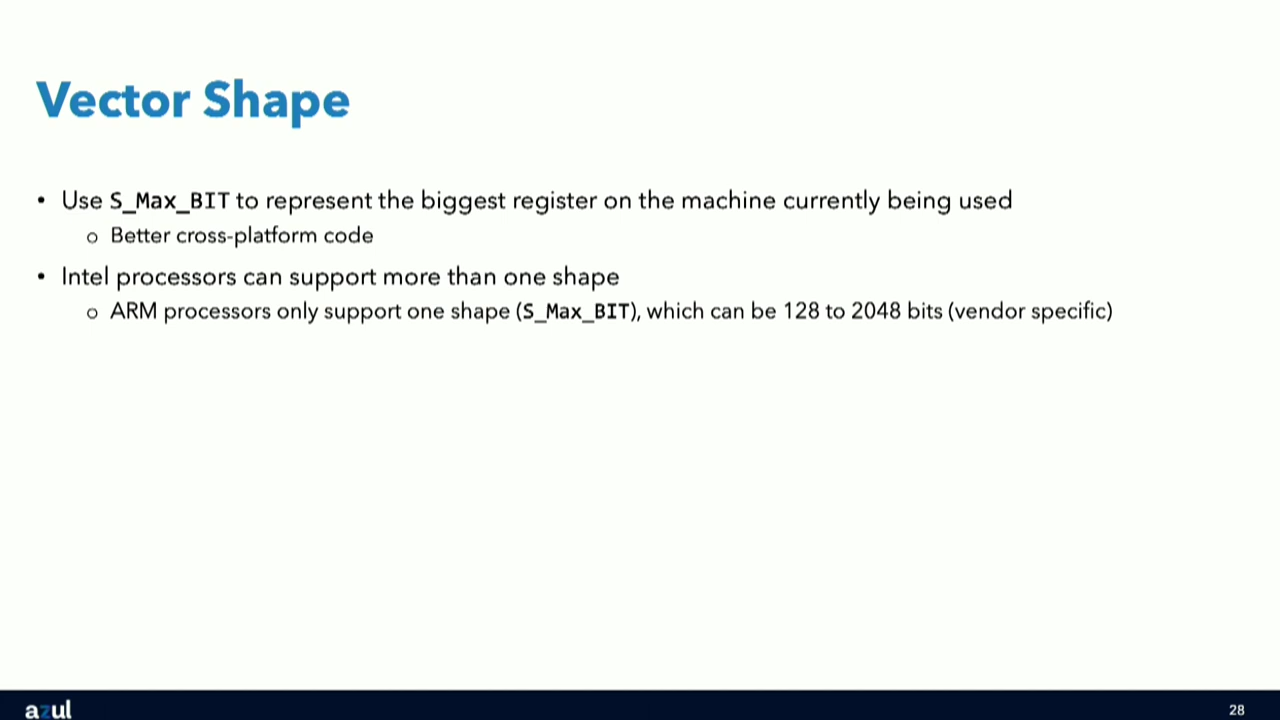 Vector Shape
• Use S_Max_BIT to represent the biggest register on the machine currently being used
o Better cross-platform code
• Intel processors can support more than one shape
o ARM processors only support one shape (S_Max_BIT), which can be 128 to 2048 bits (vendor specific)
azul
28